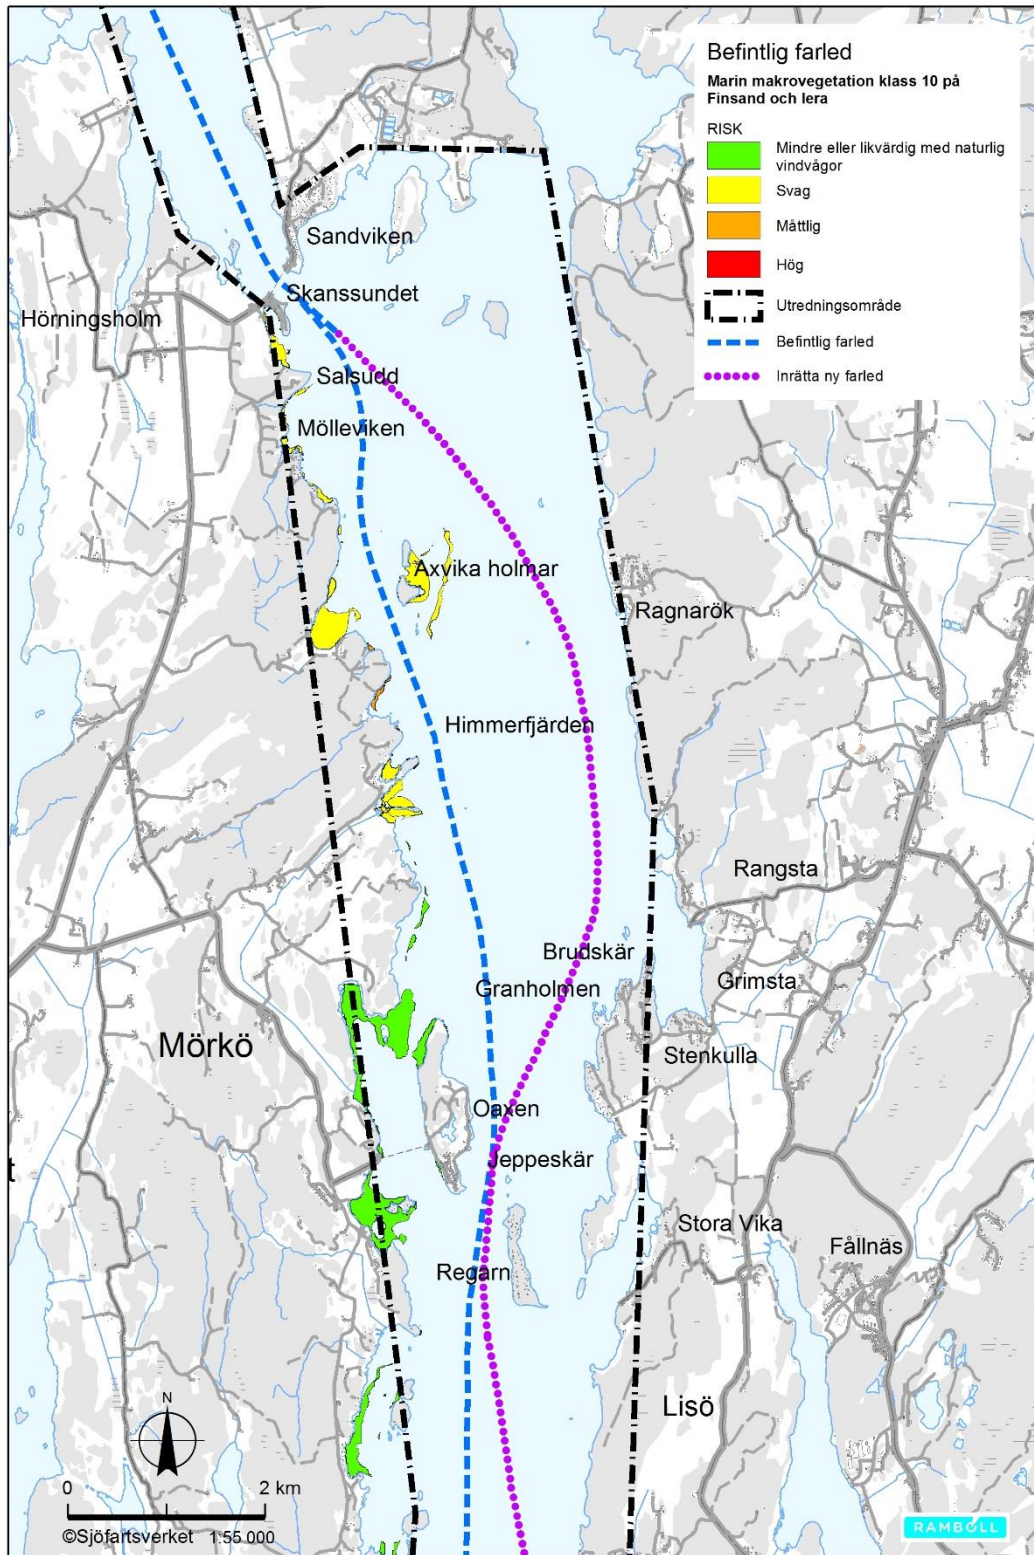 Befintlig farled
Marin makrovegetation klass 10 på
Finsand och lera
RISK
Mindre eller likvärdig med naturlig
vindvågor
Svag
Måttlig
Hög
Utredningsområde
Befintlig farled
Inrätta ny farled
Sandviken
Skanssundet
Hörningsholm
Salsudd
Mölleviken
Axvika holmar
Ragnarök
Himmerfjärden
Rangsta
Brudskär
Grimsta
Granholmen
Mörkö
Stenkulla
Oaxen
Jeppeskär
t
Stora Vika
Fållnäs
Regarn
Lisö
N
0 2 km
©Sjöfartsverket 1:55 000
RAMBOLL